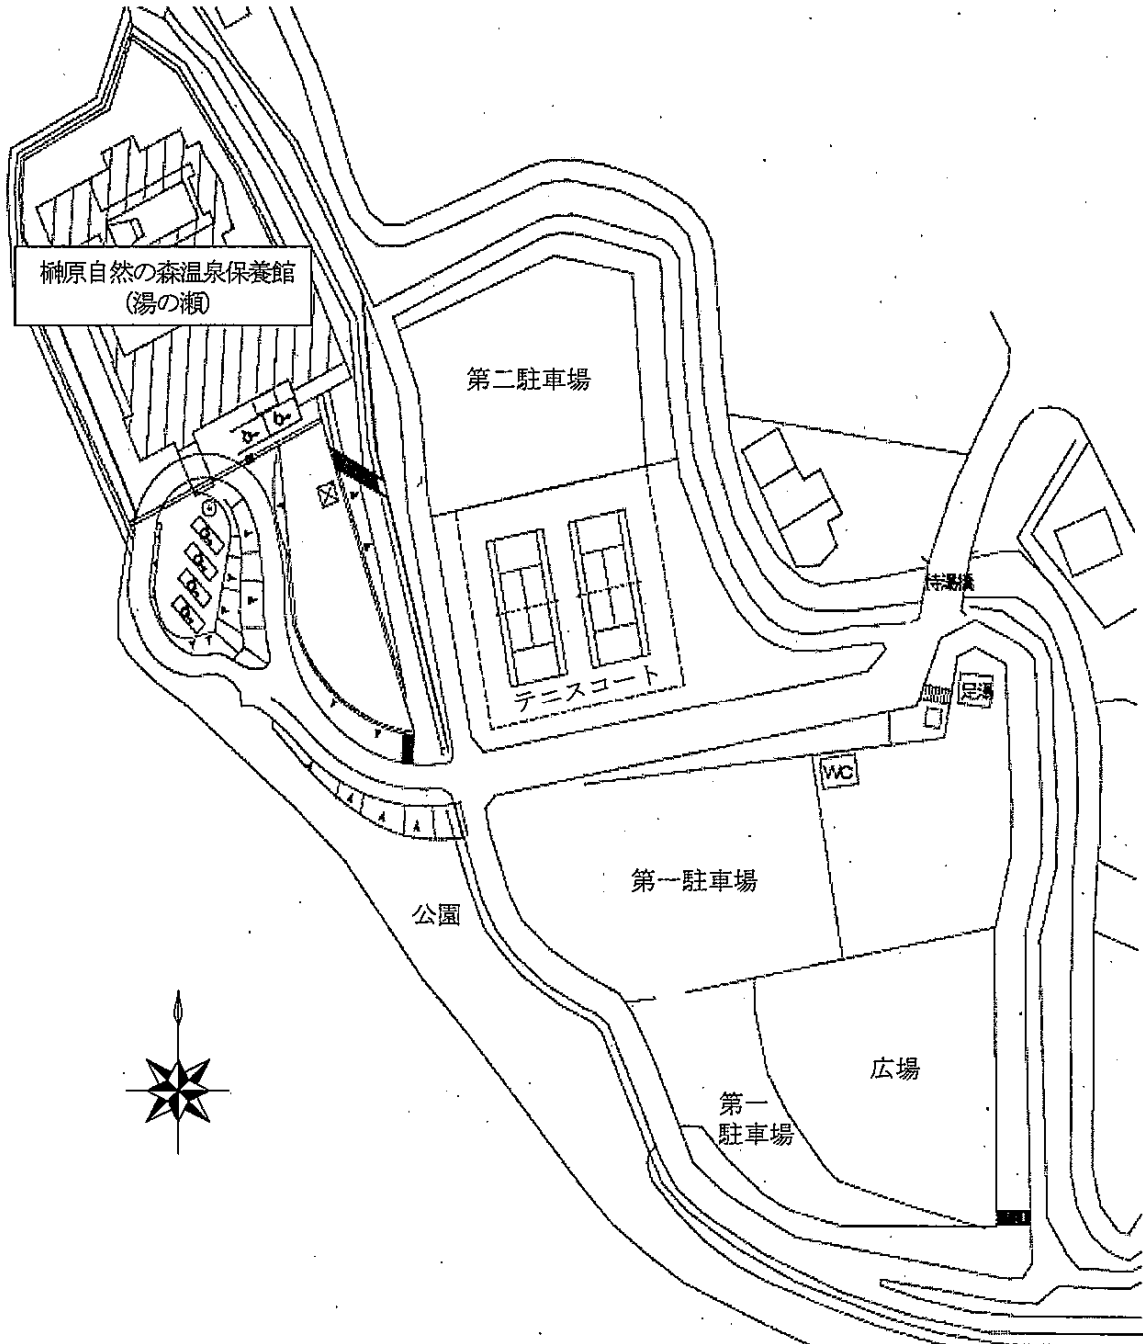 榊原自然の森温泉保養館
(湯の瀬)
第二駐車場
テニスコート
足湯
WC
第一駐車場
公園
広場
第一
駐車場